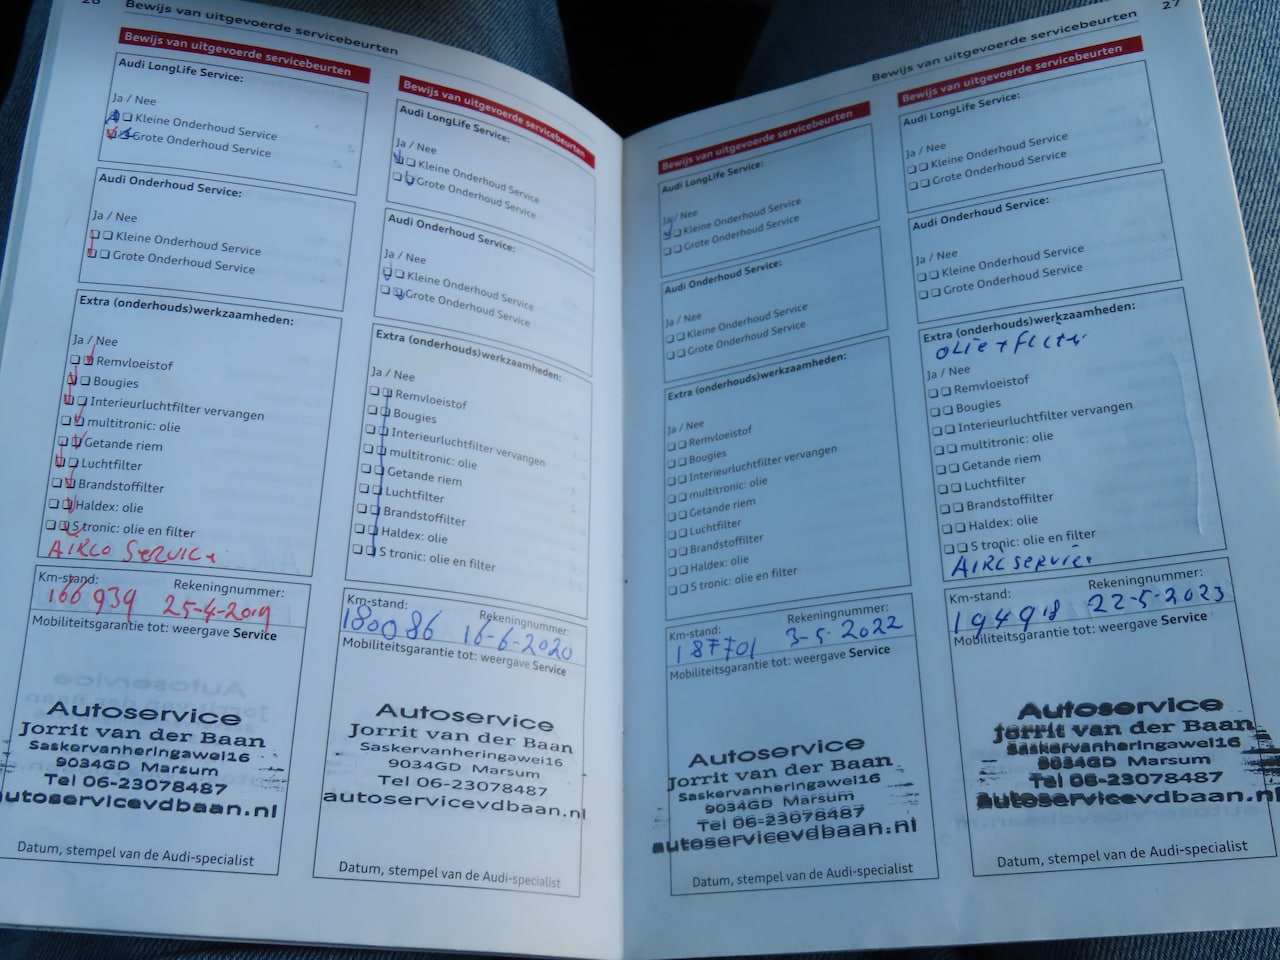 26
Bewijs van uitgevoerde servicebeurten
Bewijs van uitgevoerde servicebeurten
Audi LongLife Service:
Ja / Nee
Kleine Onderhoud Service
Grote Onderhoud Service
Audi Onderhoud Service:
Ja / Nee
Kleine Onderhoud Service
Grote Onderhoud Service
Extra (onderhouds)werkzaamheden:
Ja / Nee
Remvloeistof
Bougies
Interieurluchtfilter vervangen
multitronic: olie
Getande riem
Luchtfilter
Brandstoffilter
Haldex: olie
S tronic: olie en filter
AIRCO SERVICE
Km-stand: Rekeningnummer:
166939 25-4-2019
Mobiliteitsgarantie tot: weergave Service
Autoservice
Jorrit van der Baan
Saskervanheringawei16
9034GD Marsum
Tel 06-23078487
autoservicevdbaan.nl
Datum, stempel van de Audi-specialist
Bewijs van uitgevoerde servicebeurten
Audi LongLife Service:
Ja / Nee
Kleine Onderhoud Service
Grote Onderhoud Service
Audi Onderhoud Service:
Ja / Nee
Kleine Onderhoud Service
Grote Onderhoud Service
Extra (onderhouds)werkzaamheden:
Ja / Nee
Remvloeistof
Bougies
Interieurluchtfilter vervangen
multitronic: olie
Getande riem
Luchtfilter
Brandstoffilter
Haldex: olie
S tronic: olie en filter
Km-stand: Rekeningnummer:
180086 16-6-2020
Mobiliteitsgarantie tot: weergave Service
Autoservice
Jorrit van der Baan
Saskervanheringawei16
9034GD Marsum
Tel 06-23078487
autoservicevdbaan.nl
Datum, stempel van de Audi-specialist
27
Bewijs van uitgevoerde servicebeurten
Bewijs van uitgevoerde servicebeurten
Audi LongLife Service:
Ja / Nee
Kleine Onderhoud Service
Grote Onderhoud Service
Audi Onderhoud Service:
Ja / Nee
Kleine Onderhoud Service
Grote Onderhoud Service
Extra (onderhouds)werkzaamheden:
Ja / Nee
Remvloeistof
Bougies
Interieurluchtfilter vervangen
multitronic: olie
Getande riem
Luchtfilter
Brandstoffilter
Haldex: olie
S tronic: olie en filter
Km-stand: Rekeningnummer:
187701 3-5-2022
Mobiliteitsgarantie tot: weergave Service
Autoservice
Jorrit van der Baan
Saskervanheringawei16
9034GD Marsum
Tel 06-23078487
autoservicevdbaan.nl
Datum, stempel van de Audi-specialist
Bewijs van uitgevoerde servicebeurten
Audi LongLife Service:
Ja / Nee
Kleine Onderhoud Service
Grote Onderhoud Service
Audi Onderhoud Service:
Ja / Nee
Kleine Onderhoud Service
Grote Onderhoud Service
Extra (onderhouds)werkzaamheden:
OLIE + FILTER
Ja / Nee
Remvloeistof
Bougies
Interieurluchtfilter vervangen
multitronic: olie
Getande riem
Luchtfilter
Brandstoffilter
Haldex: olie
S tronic: olie en filter
Service
Km-stand: Rekeningnummer:
194918 22-5-2023
Mobiliteitsgarantie tot: weergave Service
Autoservice
Jorrit van der Baan
Saskervanheringawei16
9034GD Marsum
Tel 06-23078487
autoservicevdbaan.nl
Datum, stempel van de Audi-specialist